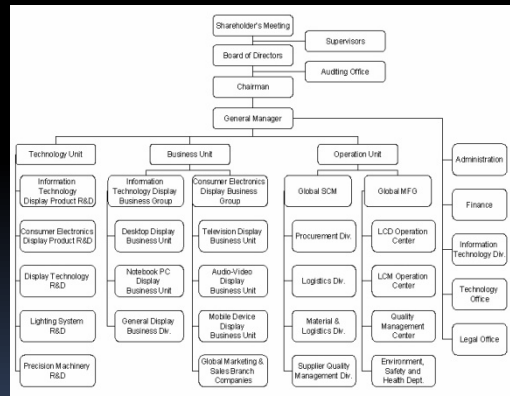 Shareholder's Meeting
Supervisors
Board of Directors
Auditing Office
Chairman
General Manager
Technology Unit
Business Unit
Operation Unit
Administration
Finance
Information
Technology Div.
Technology
Office
Legal Office
Information
Technology
Display Product R&D
Consumer Electronics
Display Product R&D
Display Technology
R&D
Lighting System
R&D
Precision Machinery
R&D
Information
Technology Display
Business Group
Desktop Display
Business Unit
Notebook PC
Display
Business Unit
General Display
Business Div.
Consumer Electronics
Display Business
Group
Television Display
Business Unit
Audio-Video Display
Business Unit
Mobile Device
Display
Business Unit
Global Marketing &
Sales Branch
Companies
Global SCM
Procurement Div.
Logistics Div.
Material &
Logistics Div.
Supplier Quality
Management Div.
Global MFG
LCD Operation
Center
LCM Operation
Center
Quality
Management
Center
Environment,
Safety and
Heath Dept.